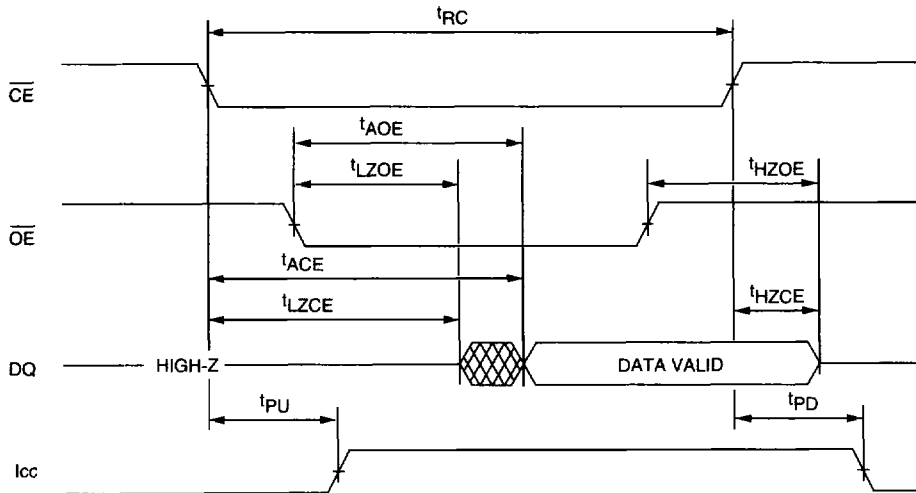 tRC
CE
tAOE
tLZOE
tHZOE
OE
tACE
tLZCE
tHZCE
DQ
HIGH-Z
DATA VALID
tPU
tPD
Icc